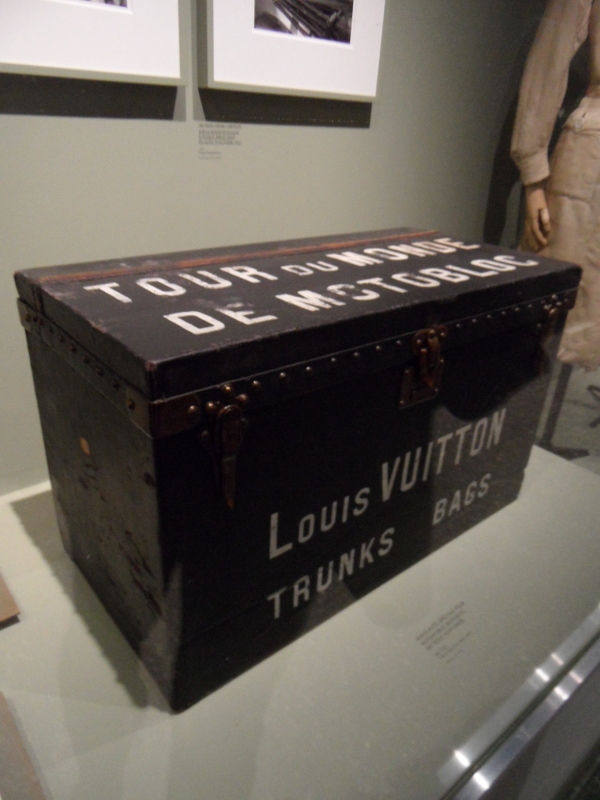 TOUR DU MONDE
DE MOTOBLOC
LOUIS VUITTON
TRUNKS BAGS